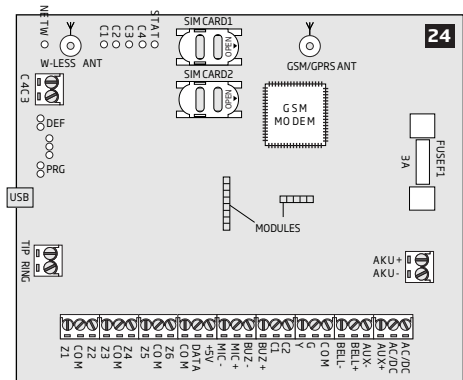 NETW
C1
C2
C3
C4
STAT
W-LESS ANT
SIM CARD1
OPEN
GSM/GPRS ANT
24
SIM CARD2
OPEN
C4 C3
GSM
MODEM
DEF
PRG
FUSE F1
3A
USB
MODULES
TIP RING
AKU+
AKU-
Z1
COM
Z2
Z3
COM
Z4
Z5
COM
Z6
COM
DATA
+5V
MIC-
MIC+
BUZ-
BUZ+
C1
C2
Y
G
COM
BELL-
BELL+
AUX-
AUX+
AC/DC
AC/DC